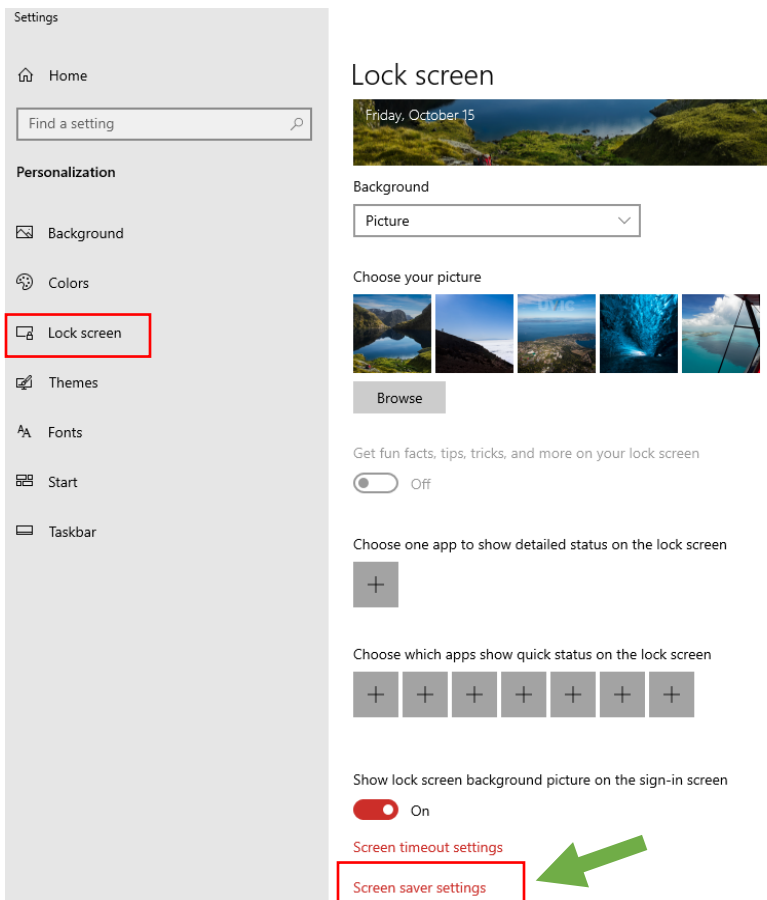 Settings
Home
Find a setting
Personalization
Background
Colors
Lock screen
Themes
Fonts
Start
Taskbar
Lock screen
Friday, October 15
Background
Picture
Choose your picture
UVIC
Browse
Get fun facts, tips, tricks, and more on your lock screen
Off
Choose one app to show detailed status on the lock screen
Choose which apps show quick status on the lock screen
Show lock screen background picture on the sign-in screen
On
Screen timeout settings
Screen saver settings